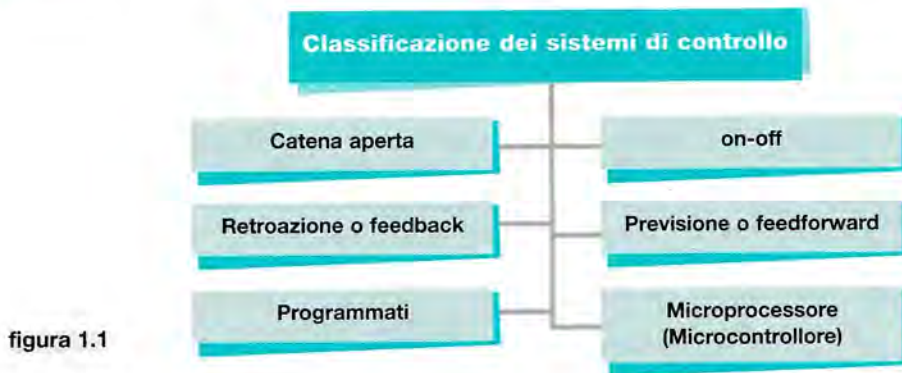 Classificazione dei sistemi di controllo
Catena aperta
on-off
Retroazione o feedback
Previsione o feedforward
Programmati
Microprocessore
(Microcontrollore)
figura 1.1